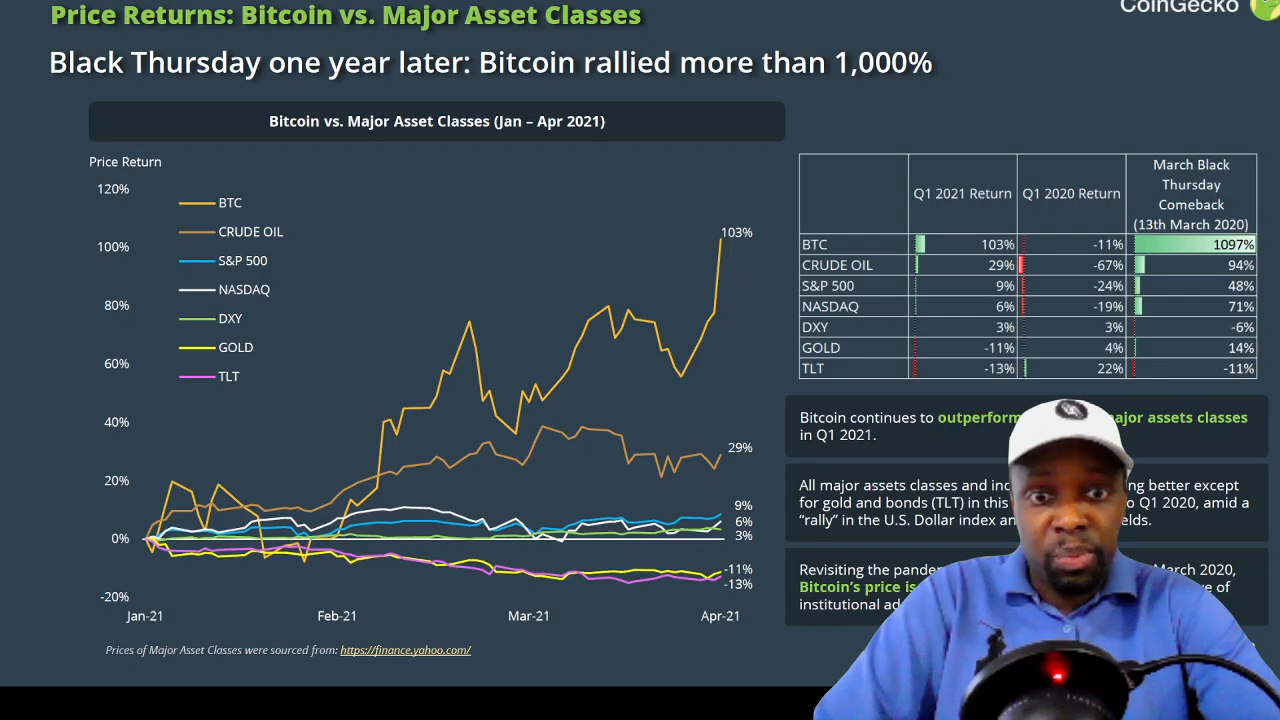 Price Returns: Bitcoin vs. Major Asset Classes
CoinGecko
Black Thursday one year later: Bitcoin rallied more than 1,000%
Bitcoin vs. Major Asset Classes (Jan – Apr 2021)
Price Return
120%
100%
80%
60%
40%
20%
0%
-20%
BTC
CRUDE OIL
S&P 500
NASDAQ
DXY
GOLD
TLT
103%
29%
9%
6%
3%
-11%
-13%
Jan-21 Feb-21 Mar-21 Apr-21
Prices of Major Asset Classes were sourced from: https://finance.yahoo.com/
Q1 2021 Return Q1 2020 Return March Black
Thursday
Comeback
(13th March 2020)
BTC 103% -11% 1097%
CRUDE OIL 29% -67% 94%
S&P 500 9% -24% 48%
NASDAQ 6% -19% 71%
DXY 3% 3% -6%
GOLD -11% 4% 14%
TLT -13% 22% -11%
Bitcoin continues to outperform ajor assets classes
in Q1 2021.
All major assets classes and ng better except
for gold and bonds (TLT) in this o Q1 2020, amid a
“rally” in the U.S. Dollar index
Revisiting the March 2020,
Bitcoin’s price is of
institutional